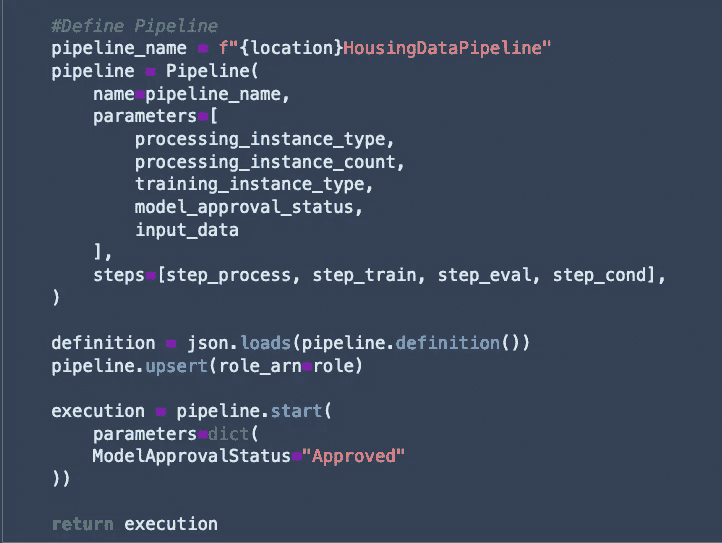 #Define Pipeline
pipeline_name = f"{location}HousingDataPipeline"
pipeline = Pipeline(
    name=pipeline_name,
    parameters=[
        processing_instance_type,
        processing_instance_count,
        training_instance_type,
        model_approval_status,
        input_data
    ],
    steps=[step_process, step_train, step_eval, step_cond],
)

definition = json.loads(pipeline.definition())
pipeline.upsert(role_arn=role)

execution = pipeline.start(
    parameters=dict(
    ModelApprovalStatus="Approved"
))

return execution